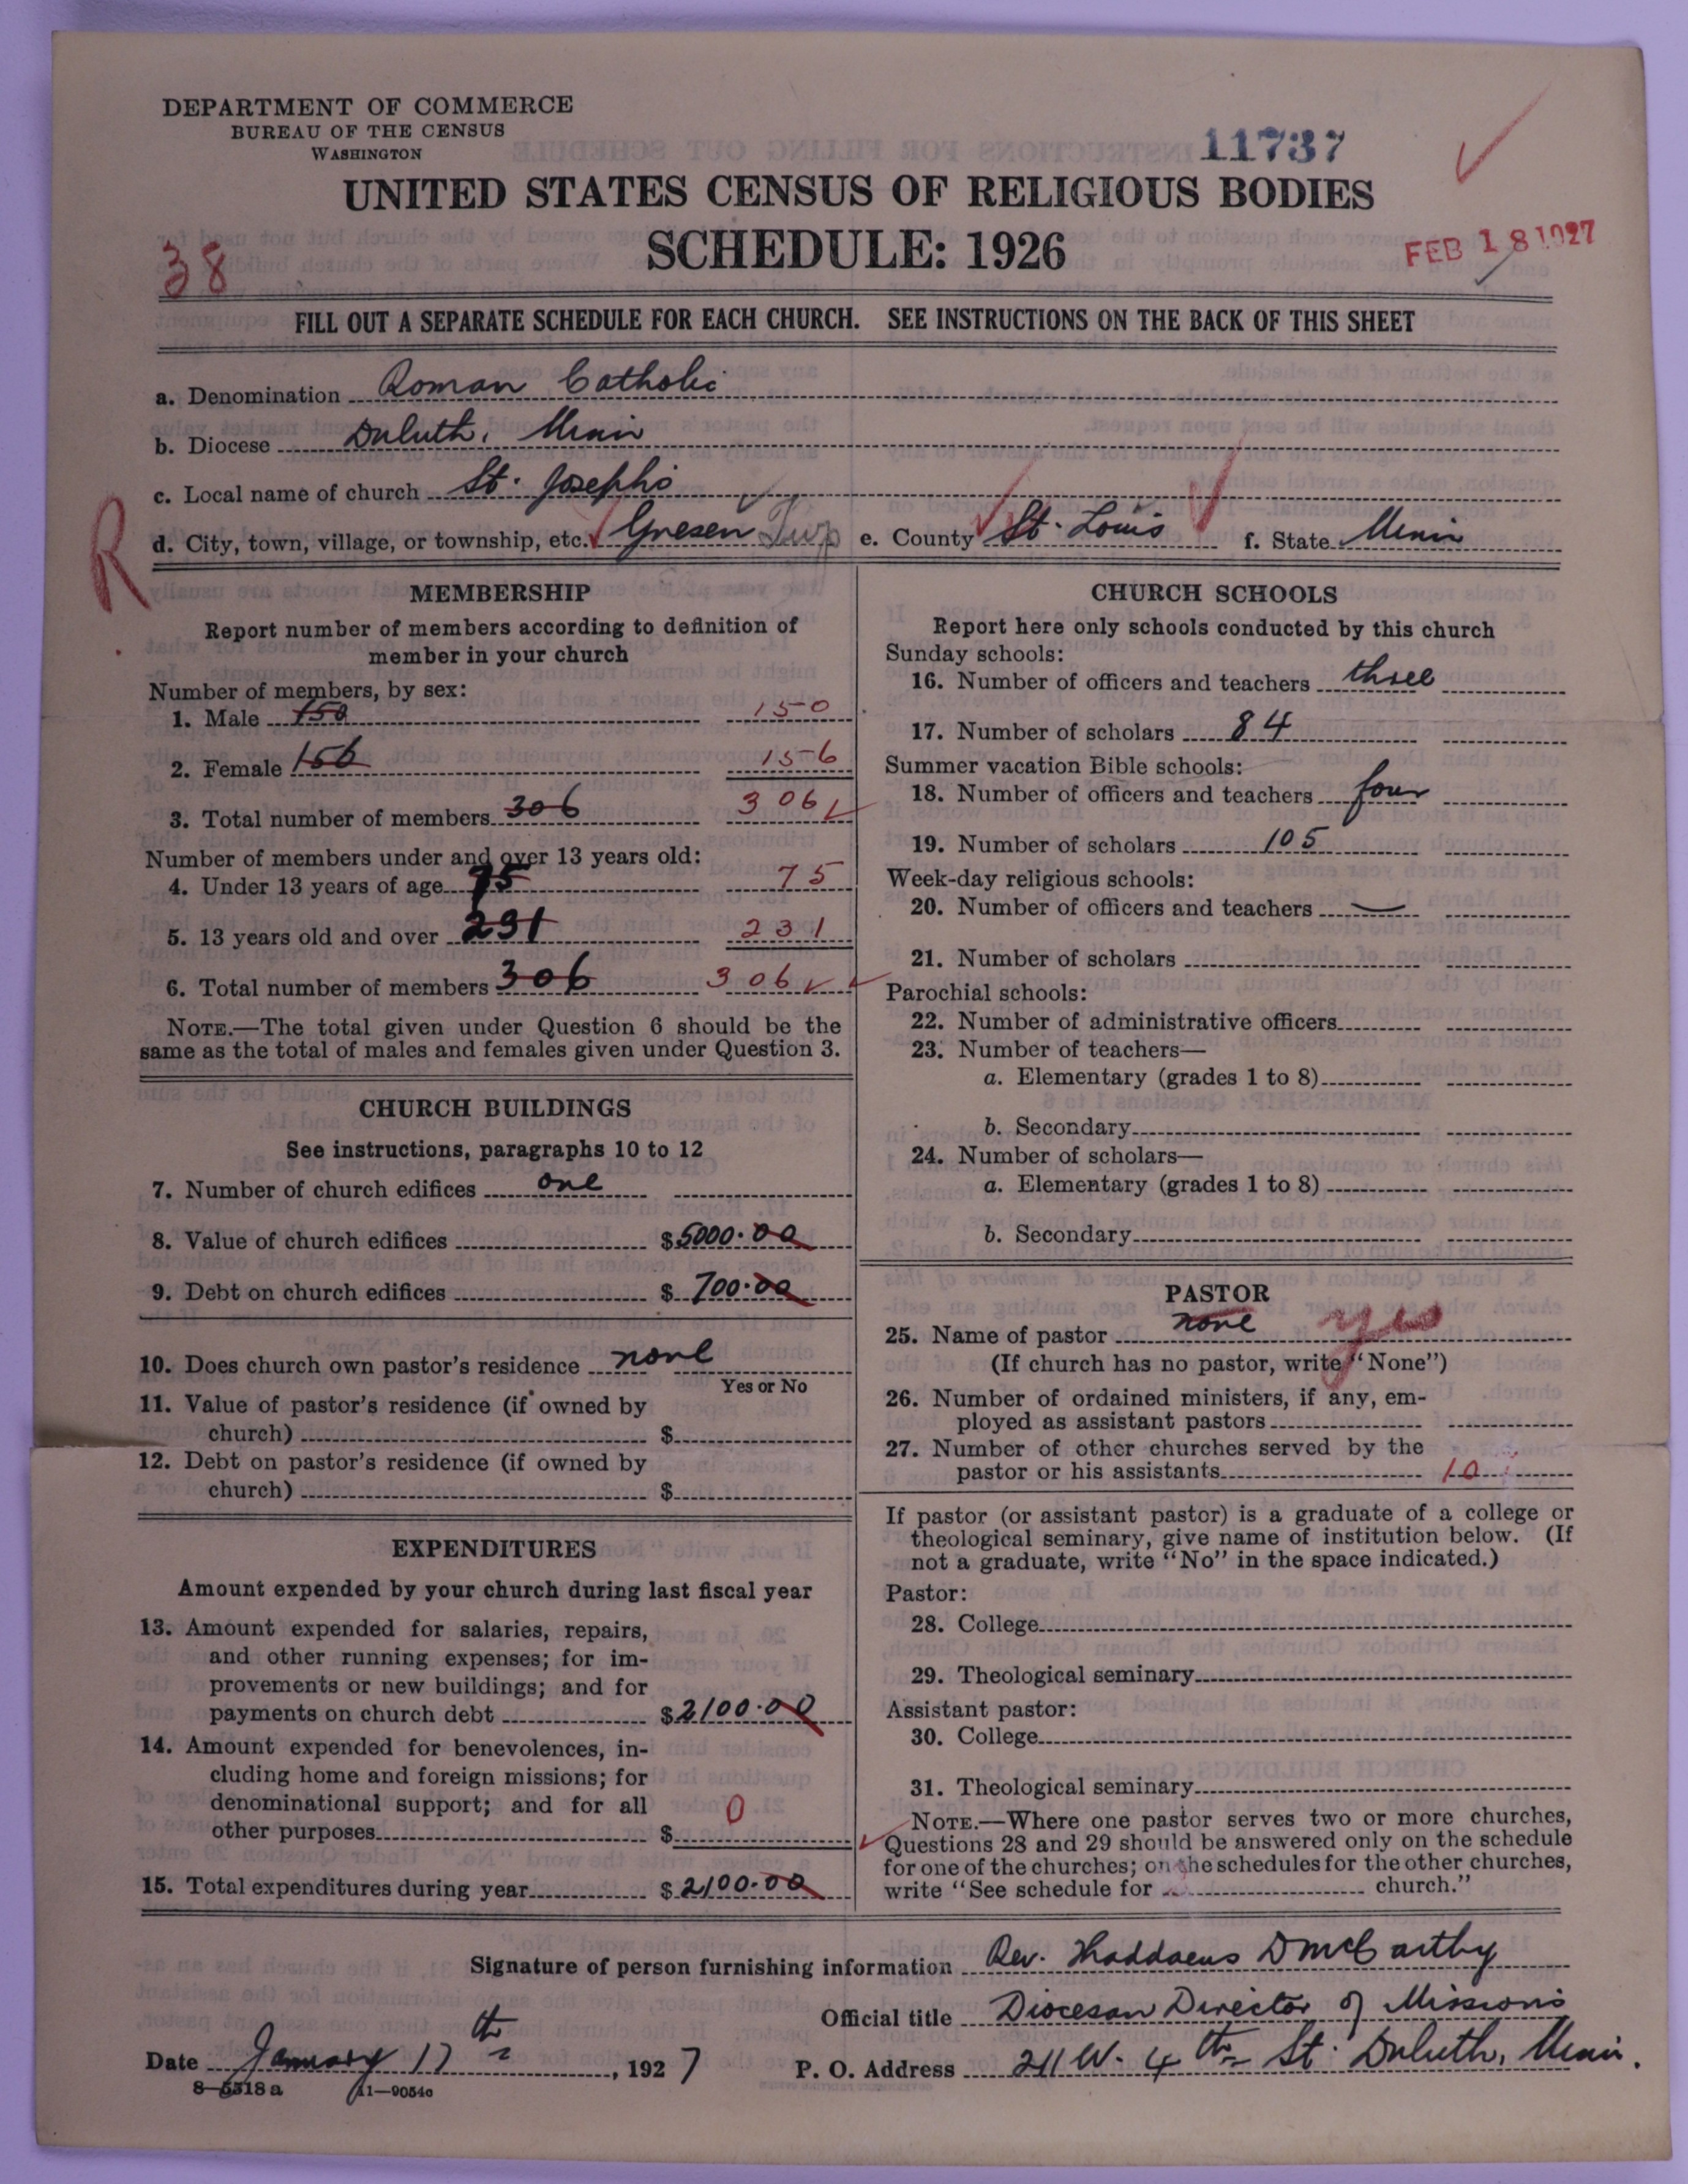 DEPARTMENT OF COMMERCE
BUREAU OF THE CENSUS
WASHINGTON
11737
UNITED STATES CENSUS OF RELIGIOUS BODIES
SCHEDULE: 1926
38
FEB 18 1927
FILL OUT A SEPARATE SCHEDULE FOR EACH CHURCH. SEE INSTRUCTIONS ON THE BACK OF THIS SHEET
a. Denomination Roman Catholic
b. Diocese Duluth, Minn
c. Local name of church St. Josephs
R
d. City, town, village, or township, etc. Gnesen Twp e. County St. Louis f. State Minn
MEMBERSHIP
Report number of members according to definition of
member in your church
Number of members, by sex:
1. Male 150 150
2. Female 156 156
3. Total number of members 306 306
Number of members under and over 13 years old:
4. Under 13 years of age 75 75
5. 13 years old and over 231 231
6. Total number of members 306 306
NOTE.—The total given under Question 6 should be the
same as the total of males and females given under Question 3.
CHURCH BUILDINGS
See instructions, paragraphs 10 to 12
7. Number of church edifices one
8. Value of church edifices $5000.00
9. Debt on church edifices $700.00
10. Does church own pastor's residence none
Yes or No
11. Value of pastor's residence (if owned by
church) $
12. Debt on pastor's residence (if owned by
church) $
EXPENDITURES
Amount expended by your church during last fiscal year
13. Amount expended for salaries, repairs,
and other running expenses; for im-
provements or new buildings; and for
payments on church debt $2100.00
14. Amount expended for benevolences, in-
cluding home and foreign missions; for
denominational support; and for all
other purposes $ 0
15. Total expenditures during year $2100.00
CHURCH SCHOOLS
Report here only schools conducted by this church
Sunday schools:
16. Number of officers and teachers three
17. Number of scholars 84
Summer vacation Bible schools:
18. Number of officers and teachers four
19. Number of scholars 105
Week-day religious schools:
20. Number of officers and teachers —
21. Number of scholars
Parochial schools:
22. Number of administrative officers
23. Number of teachers—
a. Elementary (grades 1 to 8)
b. Secondary
24. Number of scholars—
a. Elementary (grades 1 to 8)
b. Secondary
PASTOR
25. Name of pastor none yes
(If church has no pastor, write "None")
26. Number of ordained ministers, if any, em-
ployed as assistant pastors
27. Number of other churches served by the
pastor or his assistants 10
If pastor (or assistant pastor) is a graduate of a college or
theological seminary, give name of institution below. (If
not a graduate, write "No" in the space indicated.)
Pastor:
28. College
29. Theological seminary
Assistant pastor:
30. College
31. Theological seminary
NOTE.—Where one pastor serves two or more churches,
Questions 28 and 29 should be answered only on the schedule
for one of the churches; on the schedules for the other churches,
write "See schedule for church."
Signature of person furnishing information Rev. Thaddaeus D McCarthy
Official title Diocesan Director of Missions
Date January 17th, 1927 P. O. Address 211 W. 4th St. Duluth, Minn.
8-5318a 11-9054c